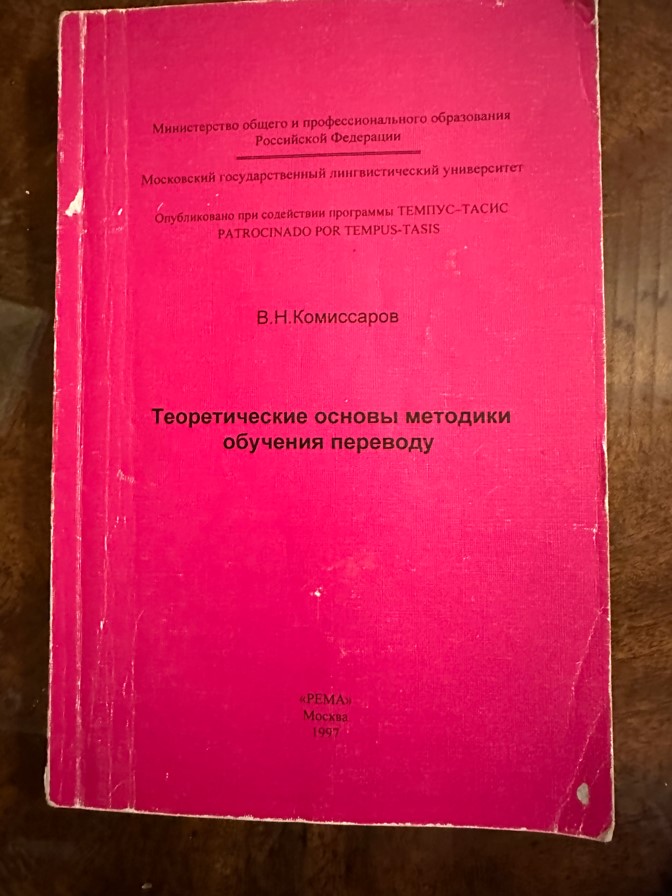 Министерство общего и профессионального образования
Российской Федерации
Московский государственный лингвистический университет
Опубликовано при содействии программы ТЕМПУС–ТАСИС
PATROCINADO POR TEMPUS-TASIS
В.Н.Комиссаров
Теоретические основы методики
обучения переводу
«РЕМА»
Москва
1997